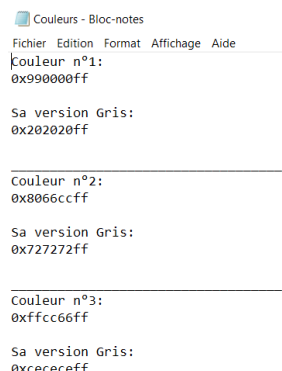 Couleurs - Bloc-notes
Fichier Edition Format Affichage Aide
Couleur n°1:
0x990000ff
Sa version Gris:
0x202020ff
Couleur n°2:
0x8066ccff
Sa version Gris:
0x727272ff
Couleur n°3:
0xffcc66ff
Sa version Gris:
0xcececeff